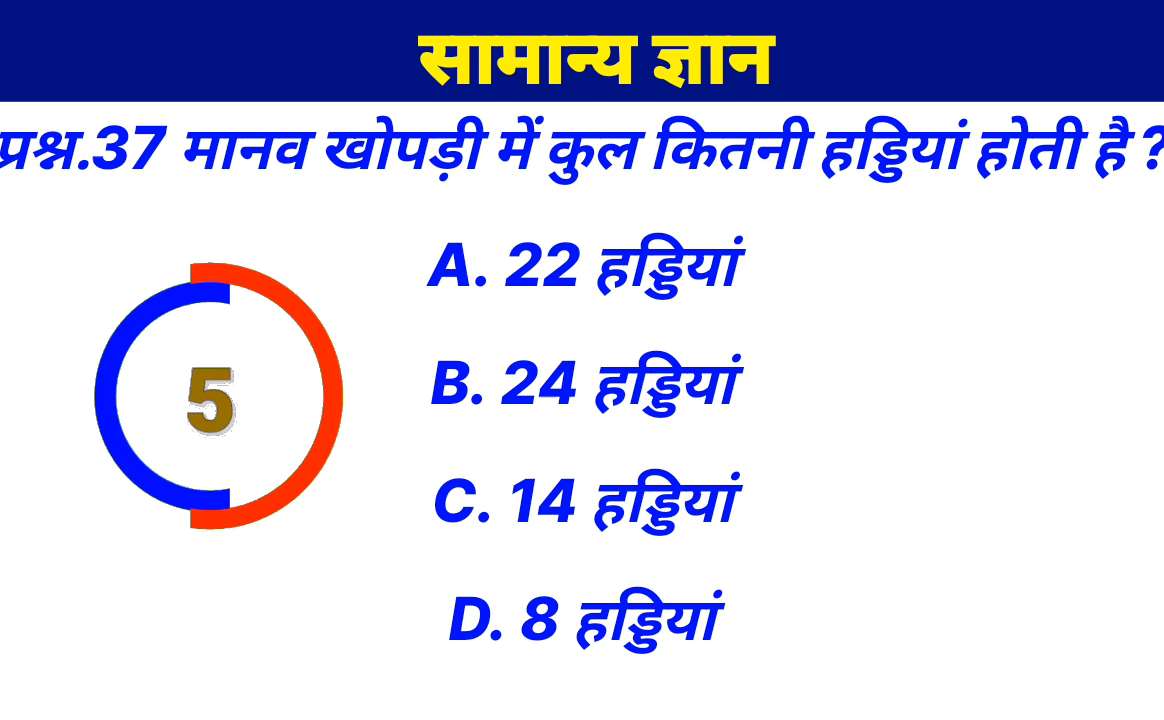 सामान्य ज्ञान
प्रश्न.37 मानव खोपड़ी में कुल कितनी हड्डियां होती है ?
A. 22 हड्डियां
5
B. 24 हड्डियां
C. 14 हड्डियां
D. 8 हड्डियां